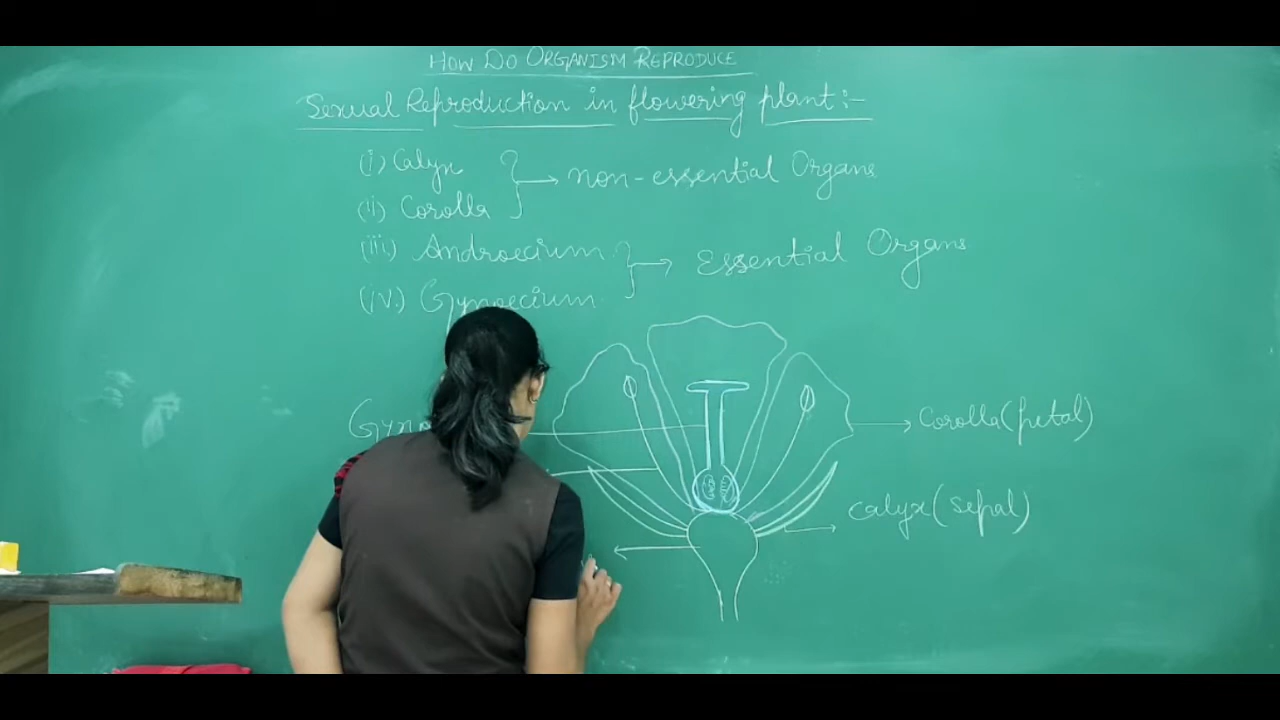 HOW DO ORGANISM REPRODUCE
Sexual Reproduction in flowering plant:-
(i) Calyx
non-essential Organs
(ii) Corolla
(iii) Androecium
Essential Organs
(iv.) Gynoecium
Corolla (petal)
Calyx (Sepal)